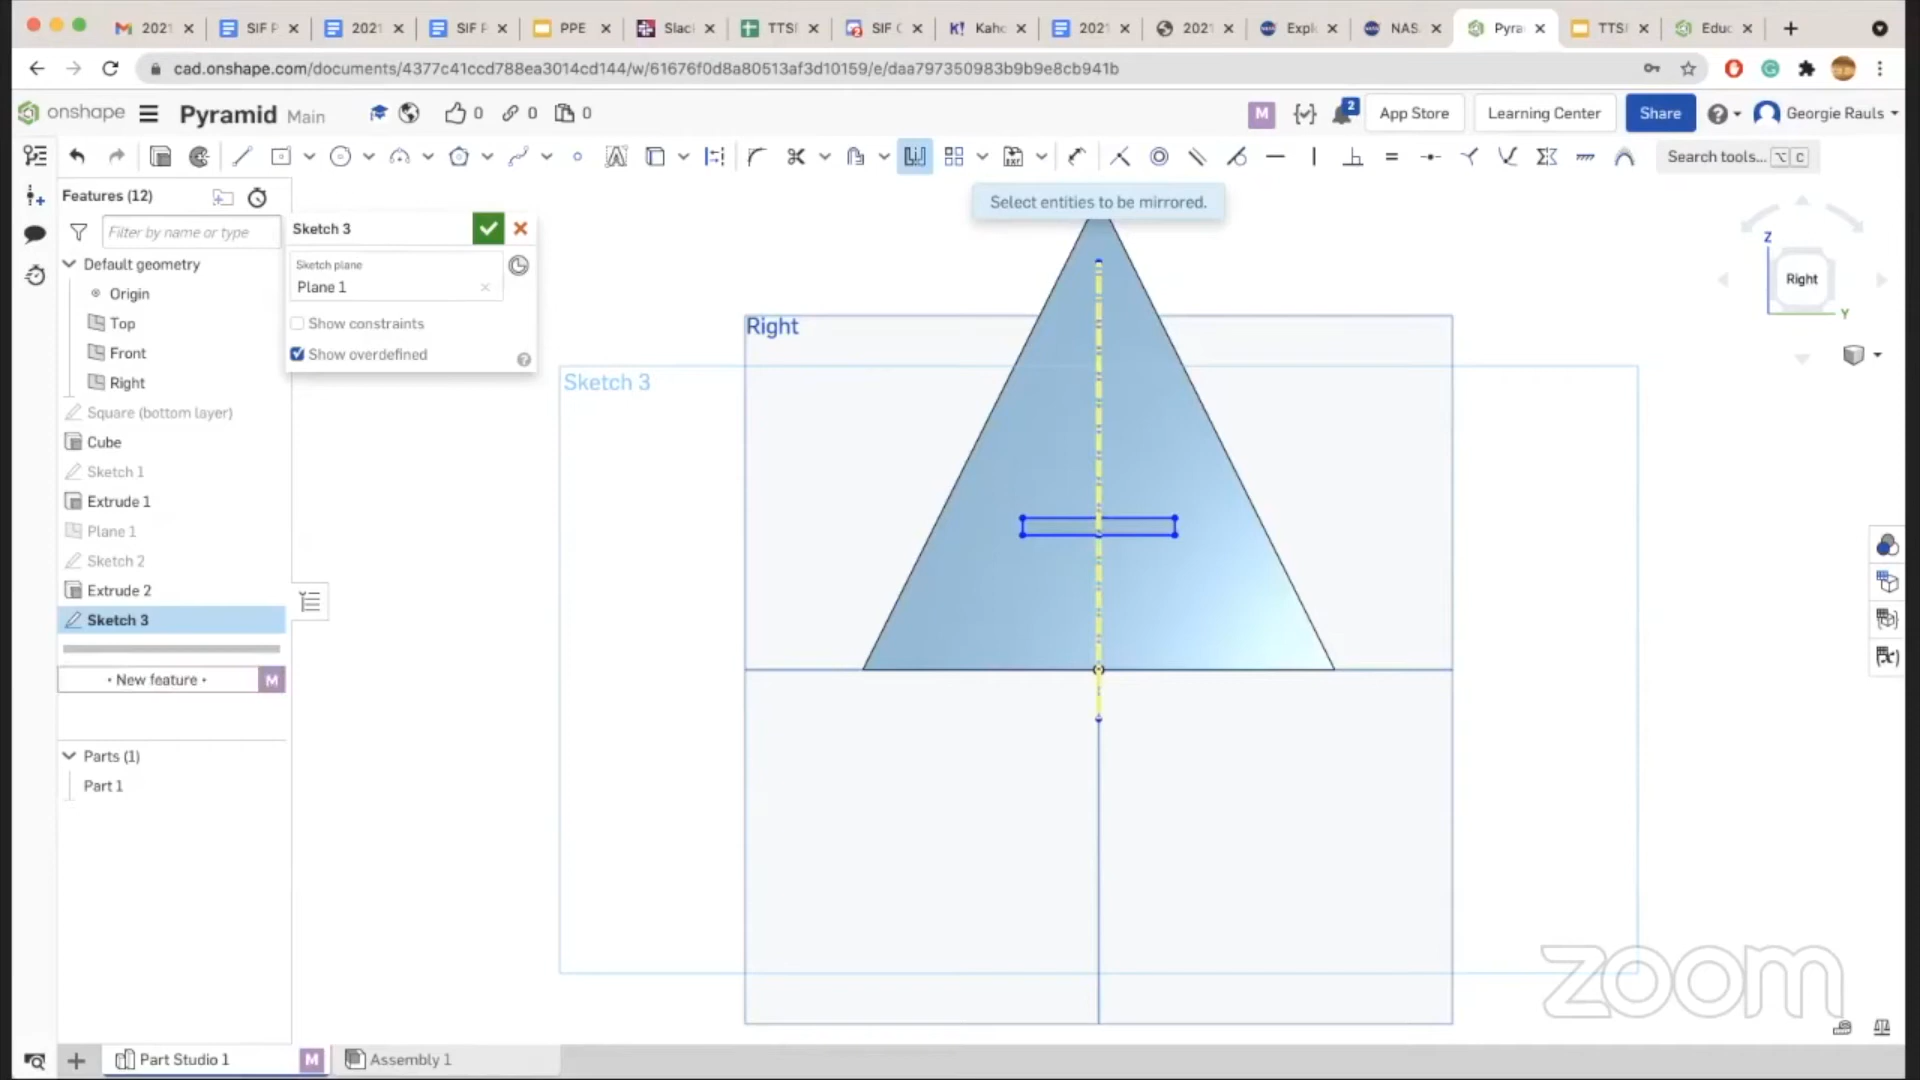 2021
SIF P
2021
SIF P
PPE
Slac
TTSI
SIF C
K! Kaho
2021
2021
Expl
NAS.
Pyra
TTSI
Educ
cad.onshape.com/documents/4377c41ccd788ea3014cd144/w/61676f0d8a80513af3d10159/e/daa797350983b9b9e8cb941b
onshape
Pyramid Main
0
0
0
M
2
App Store
Learning Center
Share
Georgie Rauls
Search tools... ⌥ C
Features (12)
Filter by name or type
Default geometry
Origin
Top
Front
Right
Square (bottom layer)
Cube
Sketch 1
Extrude 1
Plane 1
Sketch 2
Extrude 2
Sketch 3
• New feature •
M
Parts (1)
Part 1
Sketch 3
Sketch plane
Plane 1
Show constraints
Show overdefined
Select entities to be mirrored.
Right
Sketch 3
Z
Right
Y
zoom
Part Studio 1
M
Assembly 1